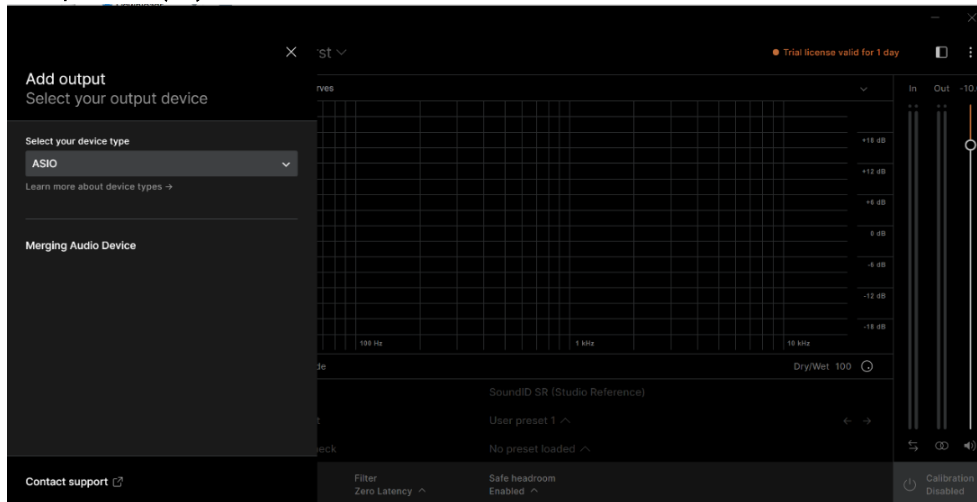 st
Trial license valid for 1 day
Add output
Select your output device
rves
In Out -10.
Select your device type
ASIO
Learn more about device types →
Merging Audio Device
+18 dB
+12 dB
+6 dB
0 dB
-6 dB
-12 dB
-18 dB
100 Hz 1 kHz 10 kHz
de
Dry/Wet 100
SoundID SR (Studio Reference)
t
User preset 1
eck
No preset loaded
Contact support
Filter
Zero Latency
Safe headroom
Enabled
Calibration
Disabled